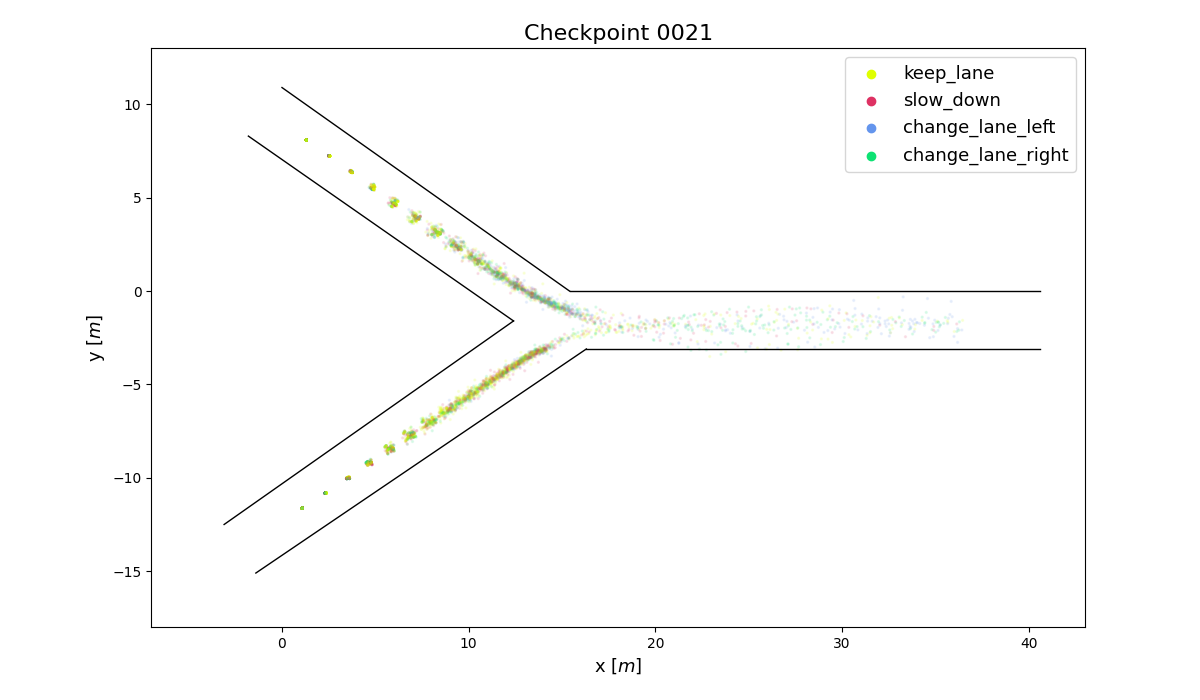 Checkpoint 0021
keep_lane
slow_down
change_lane_left
change_lane_right
10
5
0
−5
−10
−15
y [m]
0
10
20
30
40
x [m]